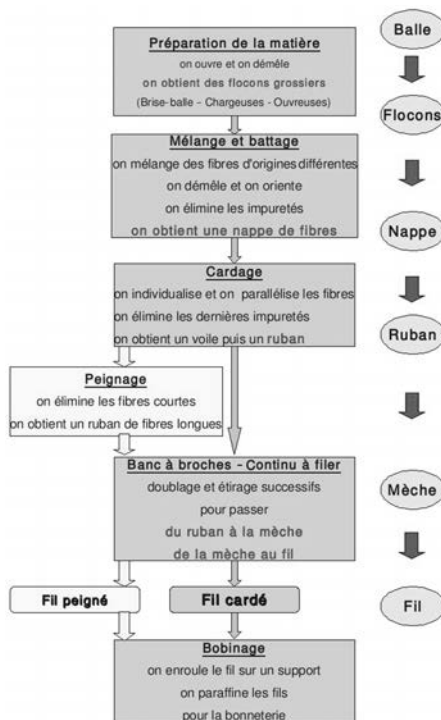 Préparation de la matière
on ouvre et on démêle
on obtient des flocons grossiers
(Brise-balle - Chargeuses - Ouvreuses)
Mélange et battage
on mélange des fibres d'origines différentes
on démêle et on oriente
on élimine les impuretés
on obtient une nappe de fibres
Cardage
on individualise et on parallélise les fibres
on élimine les dernières impuretés
on obtient un voile puis un ruban
Peignage
on élimine les fibres courtes
on obtient un ruban de fibres longues
Banc à broches - Continu à filer
doublage et étirage successifs
pour passer
du ruban à la mèche
de la mèche au fil
Fil peigné
Fil cardé
Bobinage
on enroule le fil sur un support
on paraffine les fils
pour la bonneterie
Balle
Flocons
Nappe
Ruban
Mèche
Fil